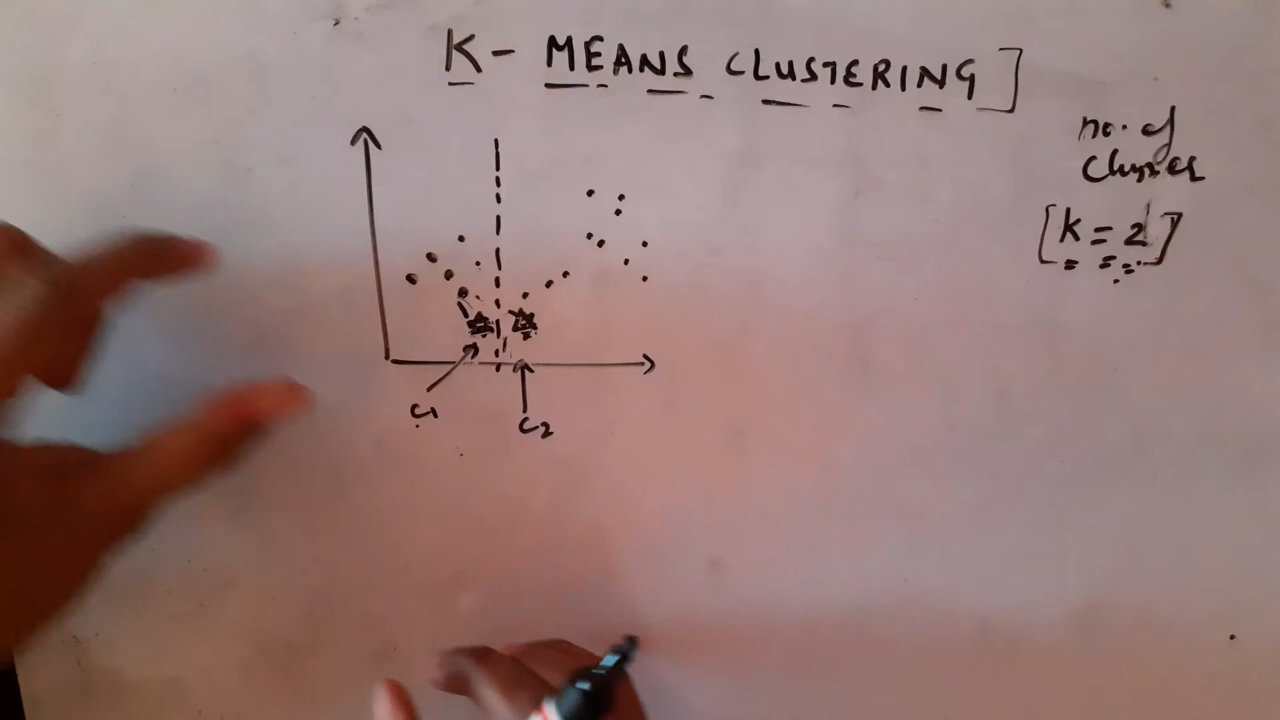 K- MEANS CLUSTERING ]
no. of
cluster
[K = 2]
C1
C2